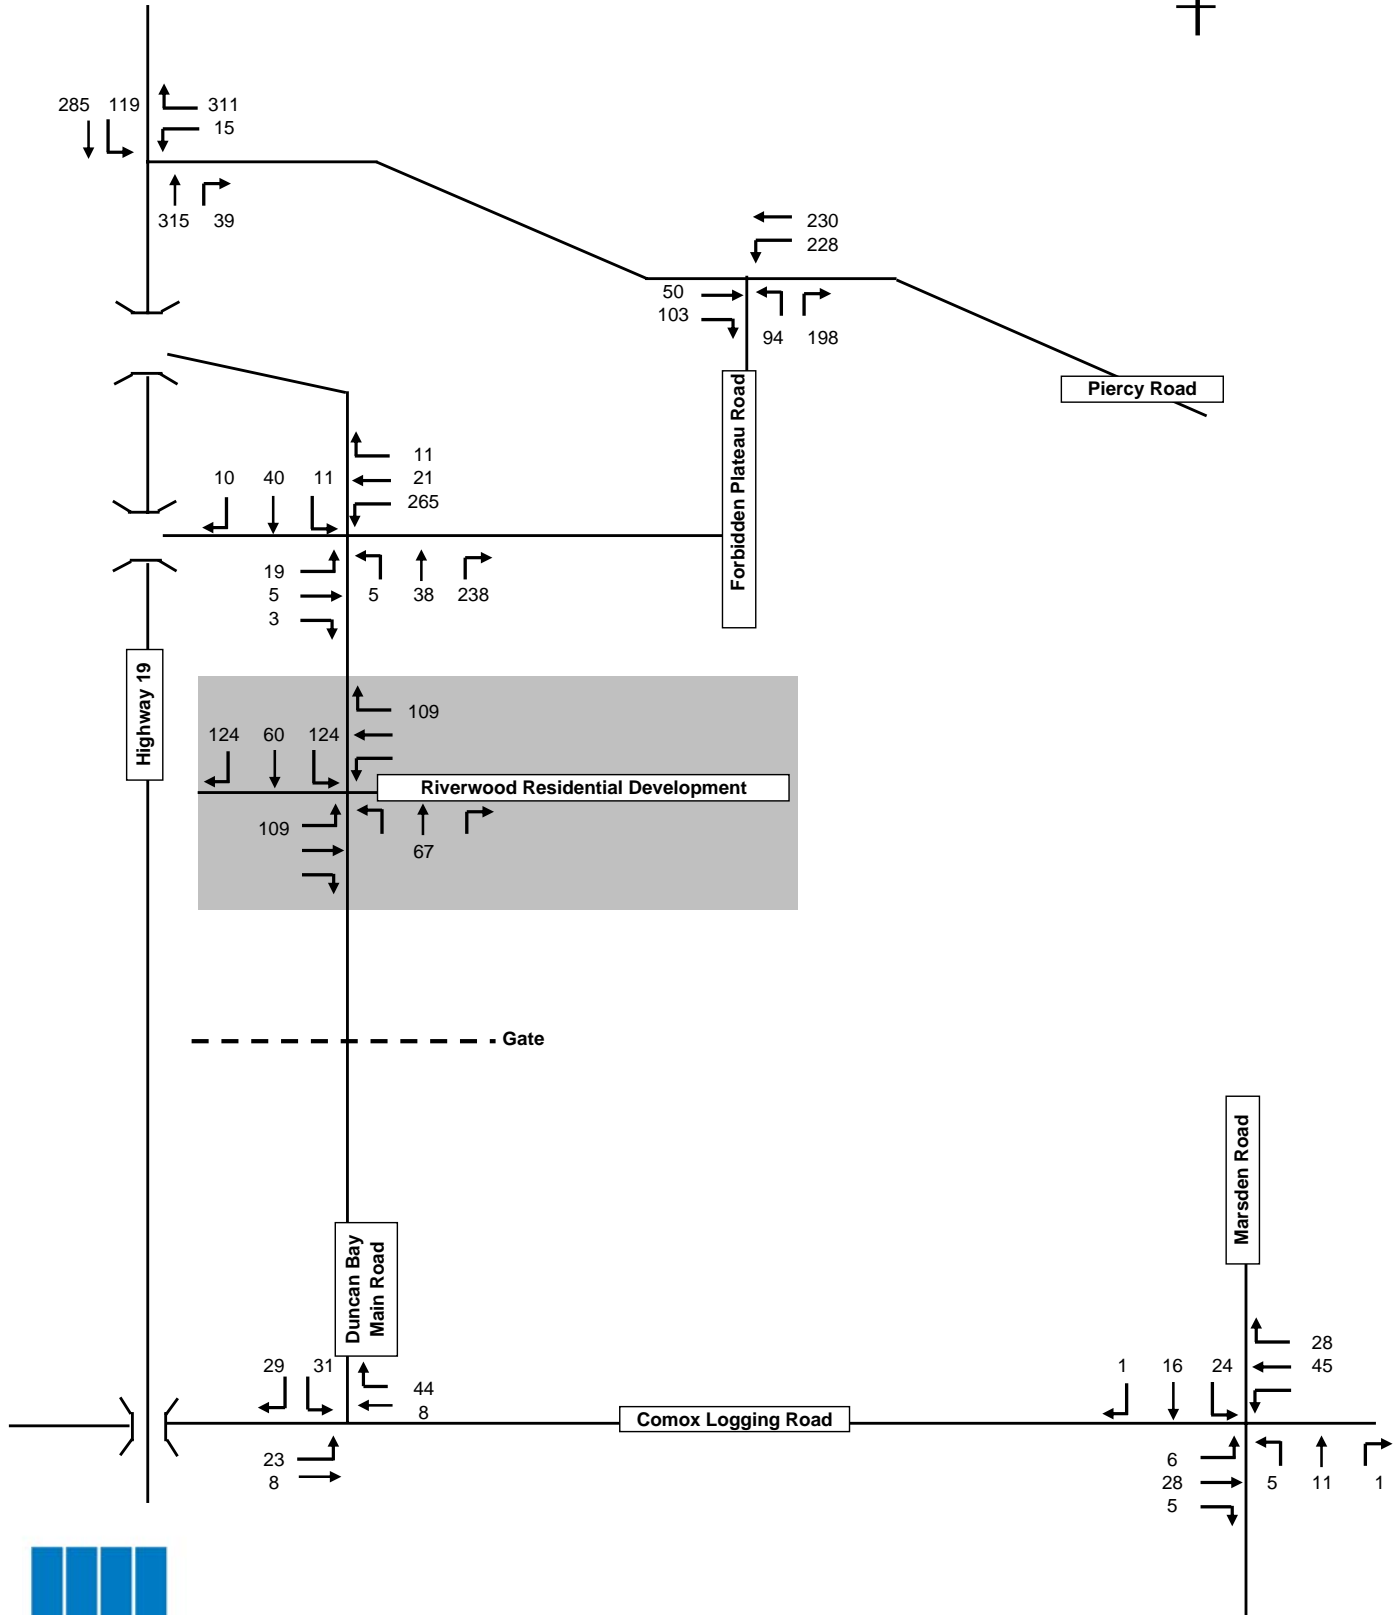 285 119 311
15
315 39
230
228
50
103
94 198
Piercy Road
Forbidden Plateau Road
11
10 40 11 21
265
19
5 5 38 238
3
Highway 19
109
124 60 124
Riverwood Residential Development
109
67
Gate
Marsden Road
Duncan Bay
Main Road
28
29 31 1 16 24 45
44
8
Comox Logging Road
23 6
8 28 5 11 1
5